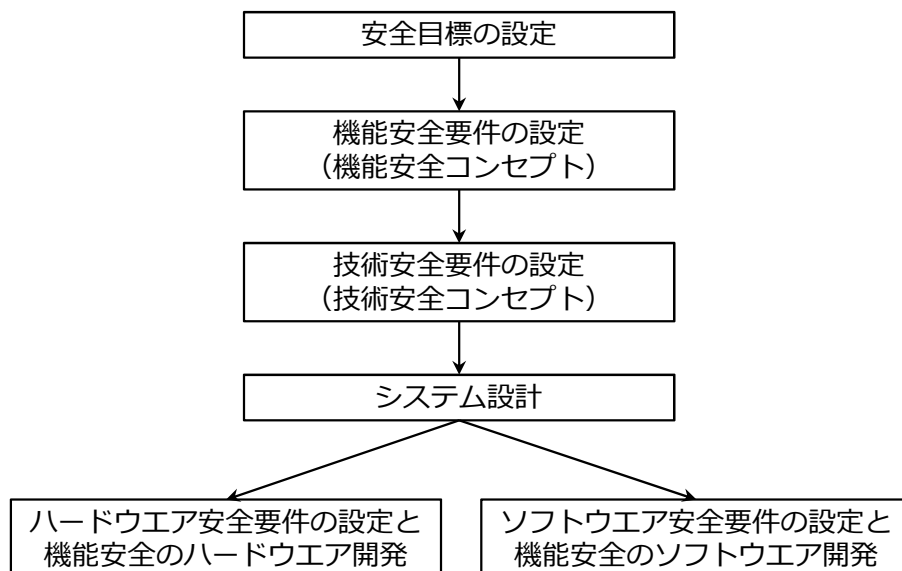 安全目標の設定
機能安全要件の設定
（機能安全コンセプト）
技術安全要件の設定
（技術安全コンセプト）
システム設計
ハードウエア安全要件の設定と
機能安全のハードウエア開発
ソフトウエア安全要件の設定と
機能安全のソフトウエア開発